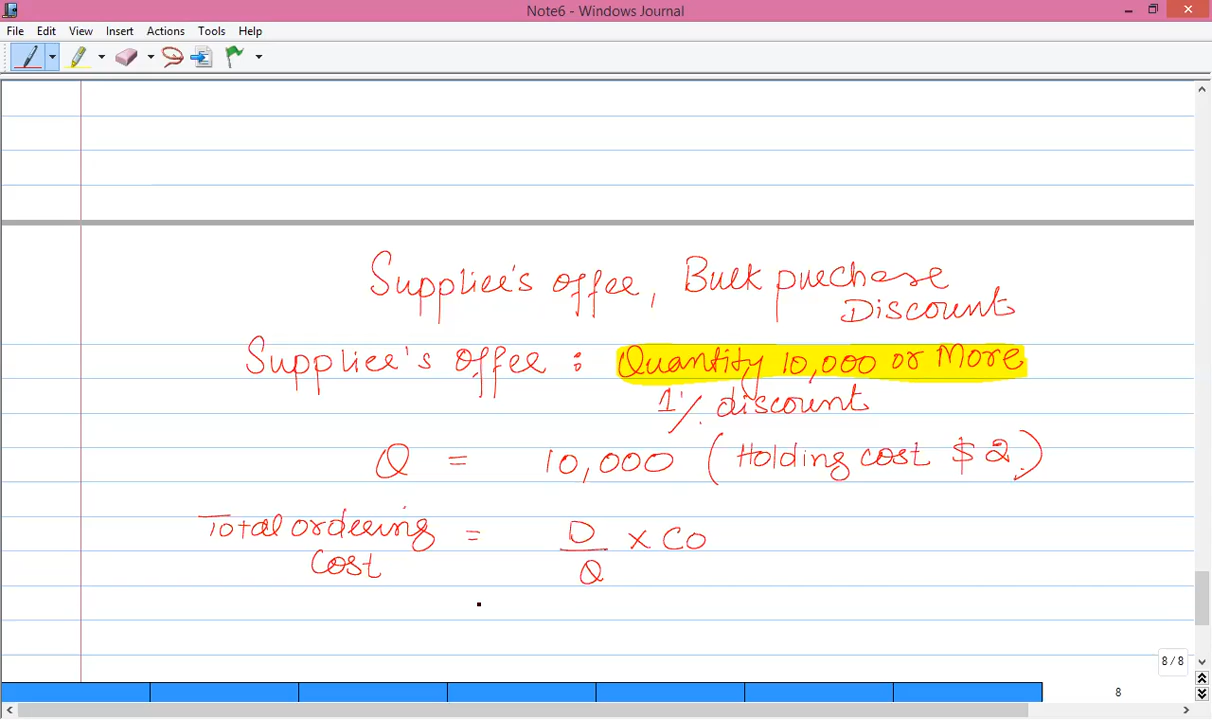 Note6 - Windows Journal
File Edit View Insert Actions Tools Help
Supplier's offer, Bulk purchase
Discount
Supplier's offer : Quantity 10,000 or More
1% discount
Q = 10,000 (Holding cost $2.)
Total ordering = D/Q × Co
Cost
8 / 8
8